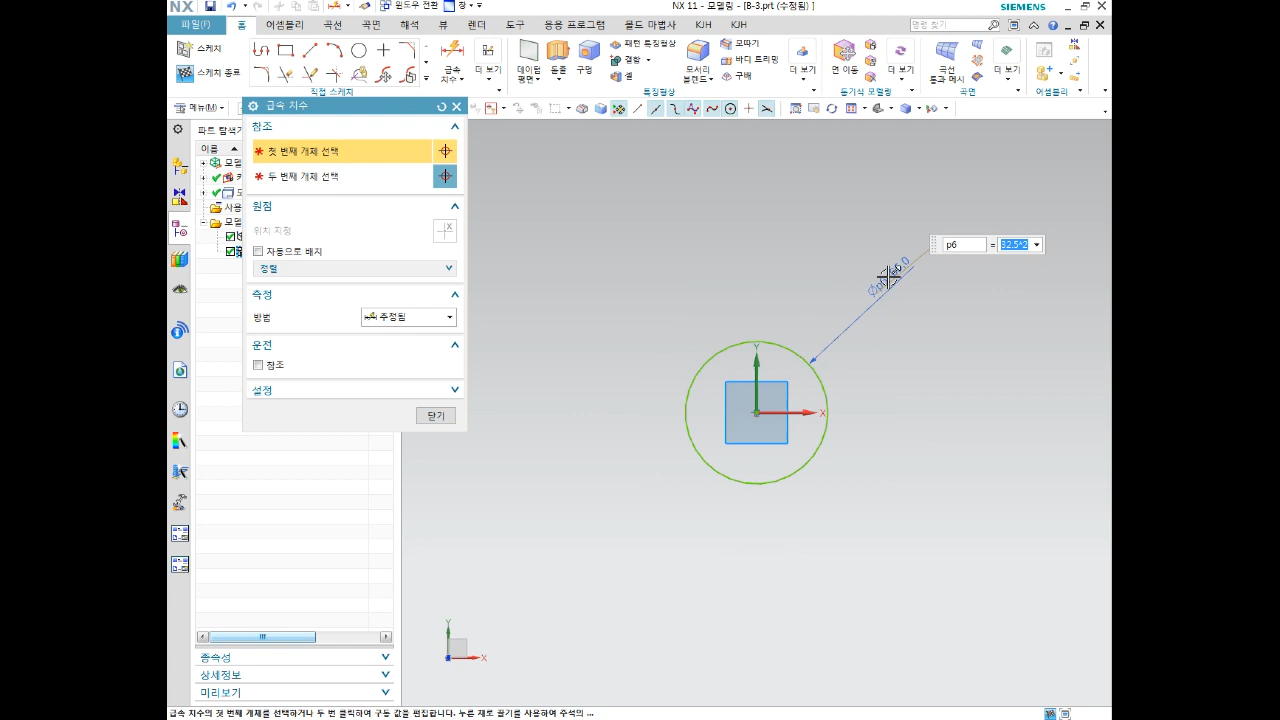 NX
윈도우 전환
창
NX 11 - 모델링 - [B-3.prt (수정됨) ]
SIEMENS
파일(F)
홈
어셈블리
곡선
곡면
해석
뷰
렌더
도구
응용 프로그램
몰드 마법사
KJH
KJH
명령 찾기
스케치
스케치 종료
직접 스케치
급속
치수
더 보기
데이텀
평면
돌출
구멍
패턴 특징형상
결합
셸
특징형상
모서리
블렌드
모따기
바디 트리밍
구배
더 보기
면 이동
더 보기
동기식 모델링
곡선
통과 메시
더 보기
곡면
어셈블리
메뉴(M)
급속 치수
파트 탐색기
이름
참조
첫 번째 개체 선택
두 번째 개체 선택
원점
위치 지정
자동으로 배치
정렬
측정
방법
추정됨
운전
참조
설정
닫기
p6
=
32.5*2
Y
X
Y
X
종속성
상세정보
미리보기
급속 치수의 첫 번째 개체를 선택하거나 두 번 클릭하여 구동 값을 편집합니다. 누른 채로 끌기를 사용하여 주석의 ...